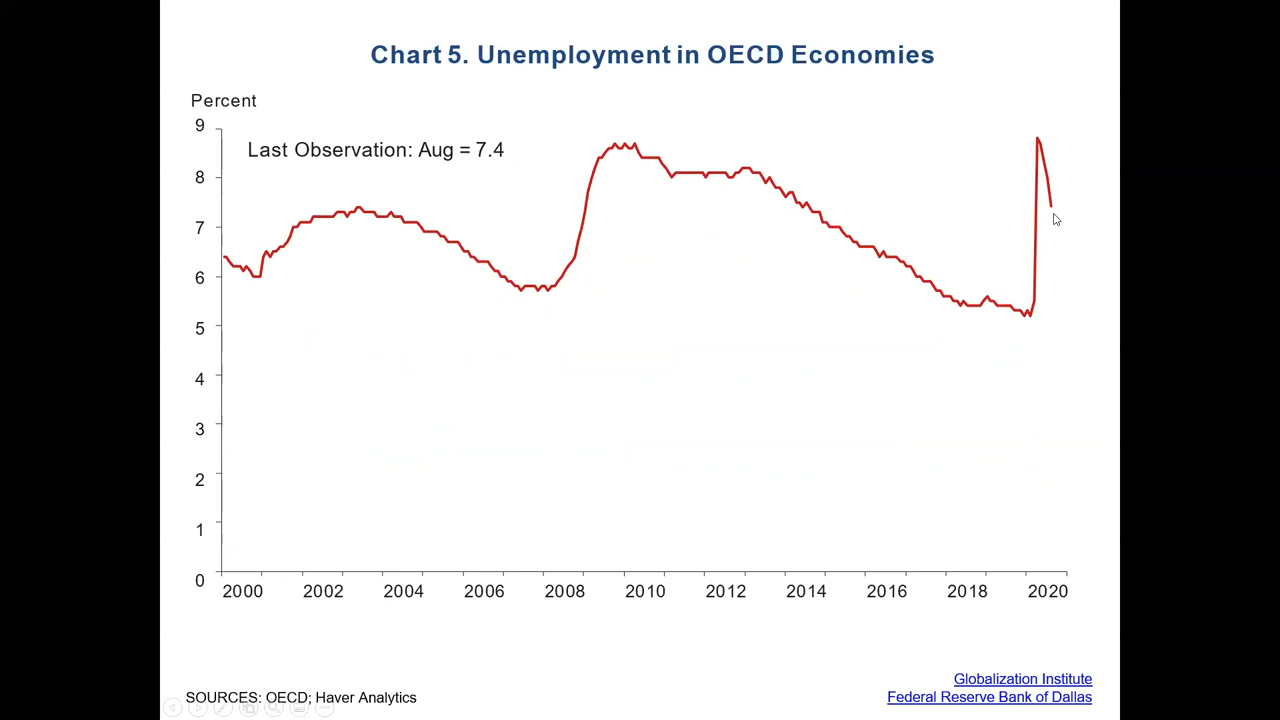 Chart 5. Unemployment in OECD Economies
Percent
9
Last Observation: Aug = 7.4
8
7
6
5
4
3
2
1
0
2000 2002 2004 2006 2008 2010 2012 2014 2016 2018 2020
Globalization Institute
SOURCES: OECD; Haver Analytics
Federal Reserve Bank of Dallas